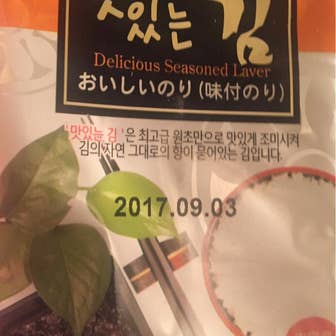 맛있는 김
Delicious Seasoned Laver
おいしいのり (味付のり)
'맛있는 김'은 최고급 원초만으로 맛있게 조미시켜
김의 자연 그대로의 향이 묻어있는 김입니다.
2017.09.03